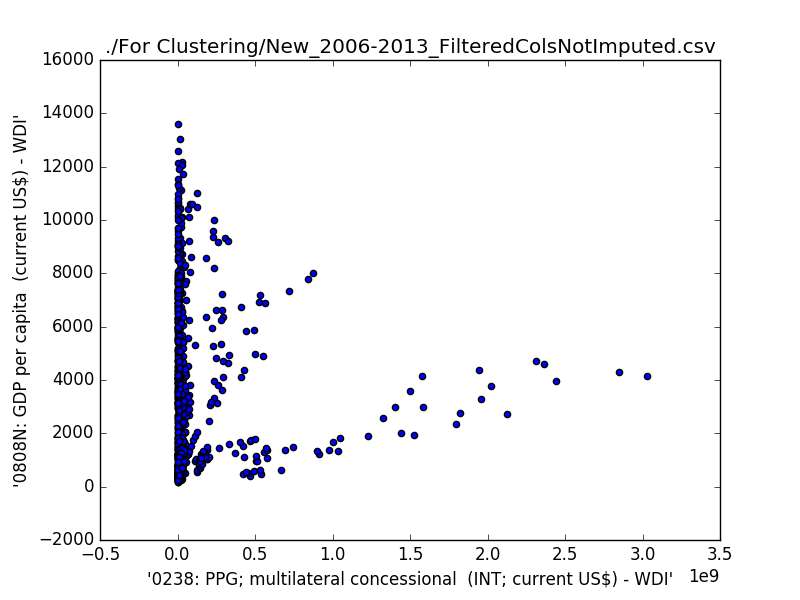 ./For Clustering/New_2006-2013_FilteredColsNotImputed.csv
16000
14000
12000
10000
8000
6000
4000
2000
0
−2000
'0808N: GDP per capita  (current US$) - WDI'
−0.5 0.0 0.5 1.0 1.5 2.0 2.5 3.0 3.5
1e9
'0238: PPG; multilateral concessional  (INT; current US$) - WDI'